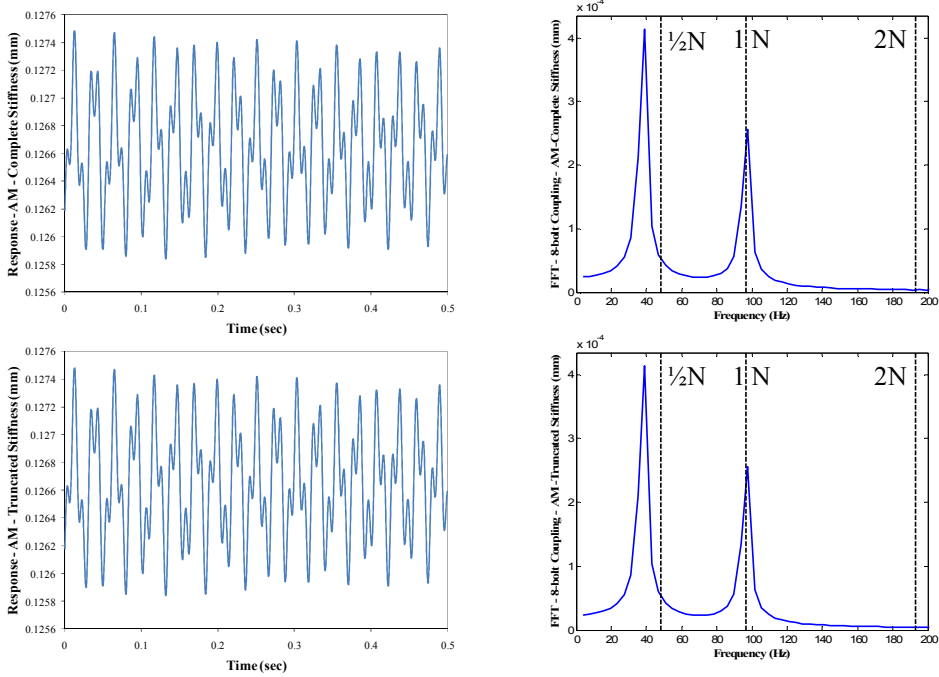 Response - AM - Complete Stiffness (mm)
0.1276
0.1274
0.1272
0.127
0.1268
0.1266
0.1264
0.1262
0.126
0.1258
0.1256
0 0.1 0.2 0.3 0.4 0.5
Time (sec)
x 10⁻⁴
FFT - 8-bolt Coupling - AM-Complete Stiffness (mm)
½N 1 N 2N
4
3
2
1
0
0 20 40 60 80 100 120 140 160 180 200
Frequency (Hz)
Response - AM - Truncated Stiffness (mm)
0.1276
0.1274
0.1272
0.127
0.1268
0.1266
0.1264
0.1262
0.126
0.1258
0.1256
0 0.1 0.2 0.3 0.4 0.5
Time (sec)
x 10⁻⁴
FFT - 8-bolt Coupling - AM-Truncated Stiffness (mm)
½N 1 N 2N
4
3
2
1
0
0 20 40 60 80 100 120 140 160 180 200
Frequency (Hz)